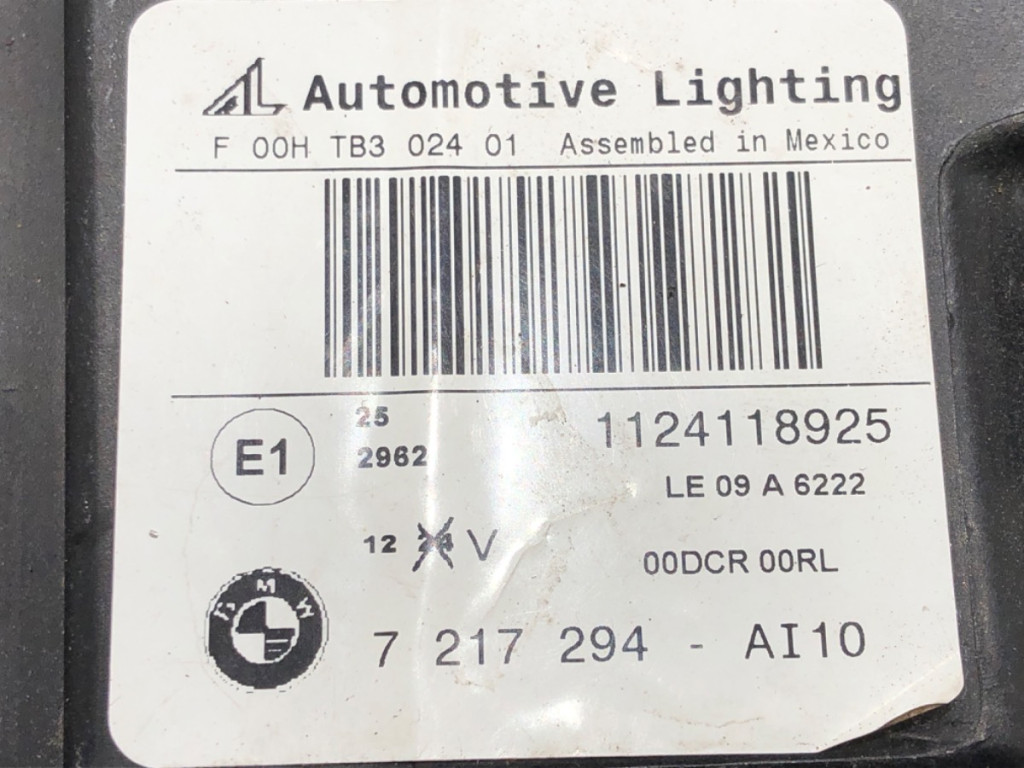 AL Automotive Lighting
F 00H TB3 024 01 Assembled in Mexico
E1
25
2962
1124118925
LE 09 A 6222
12 24 V
00DCR 00RL
BMW
7 217 294 - AI10